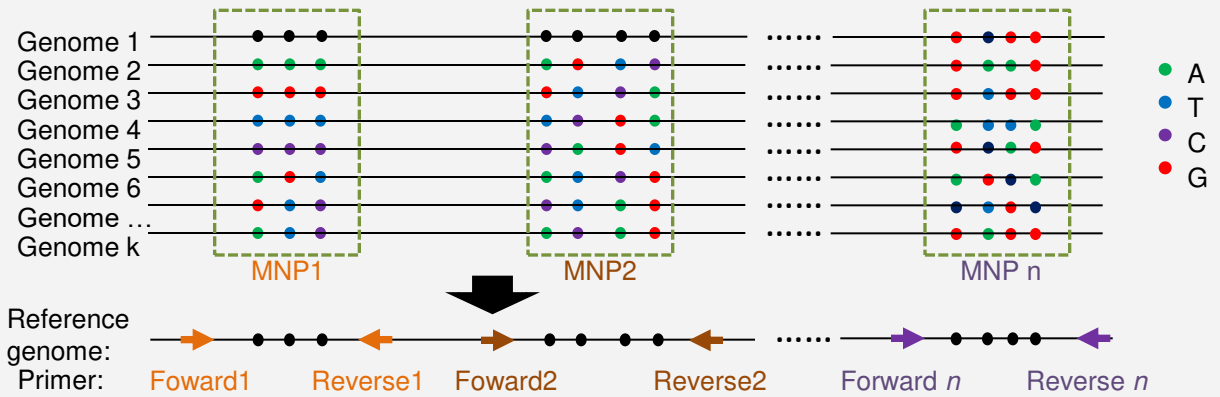 Genome 1 ……
Genome 2 ……
Genome 3 ……
Genome 4 ……
Genome 5 ……
Genome 6 ……
Genome … ……
Genome k ……
A
T
C
G
MNP1 MNP2 MNP n
Reference
genome: ……
Primer: Foward1 Reverse1 Foward2 Reverse2 Forward n Reverse n